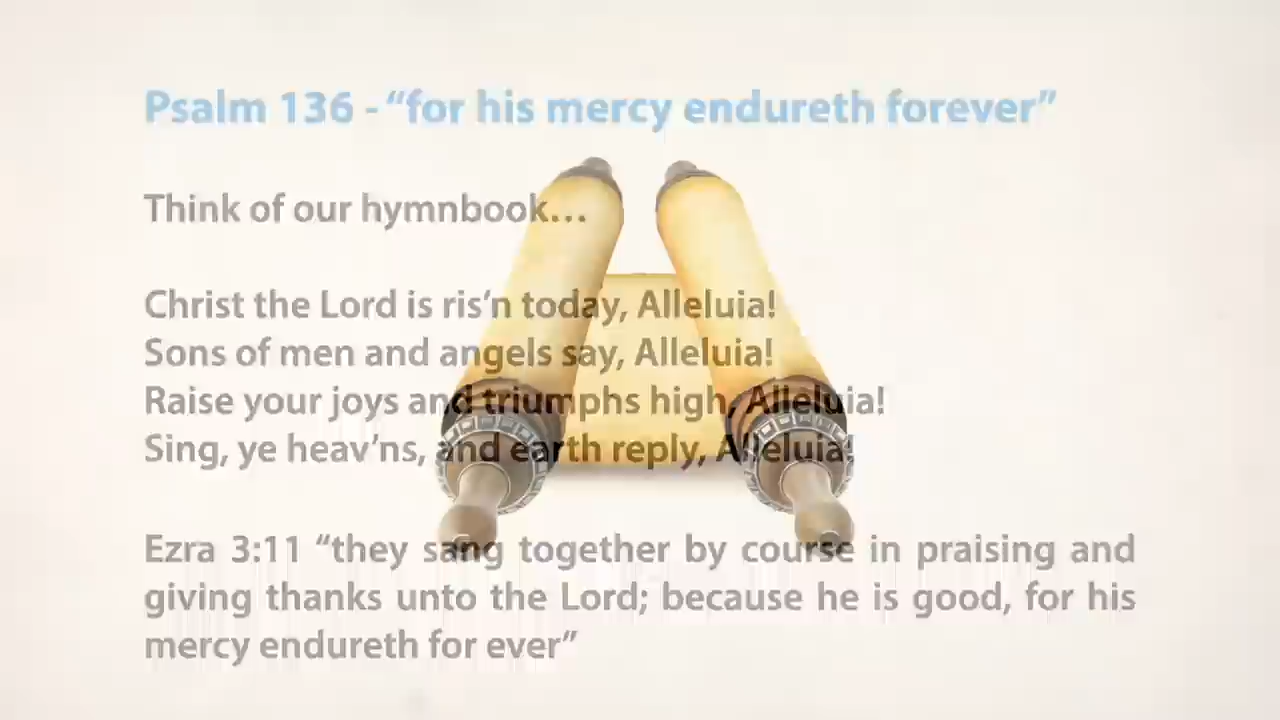 Psalm 136 - “for his mercy endureth forever”
Think of our hymnbook…
Christ the Lord is ris’n today, Alleluia!
Sons of men and angels say, Alleluia!
Raise your joys and triumphs high, Alleluia!
Sing, ye heav’ns, and earth reply, Alleluia!
Ezra 3:11 “they sang together by course in praising and
giving thanks unto the Lord; because he is good, for his
mercy endureth for ever”